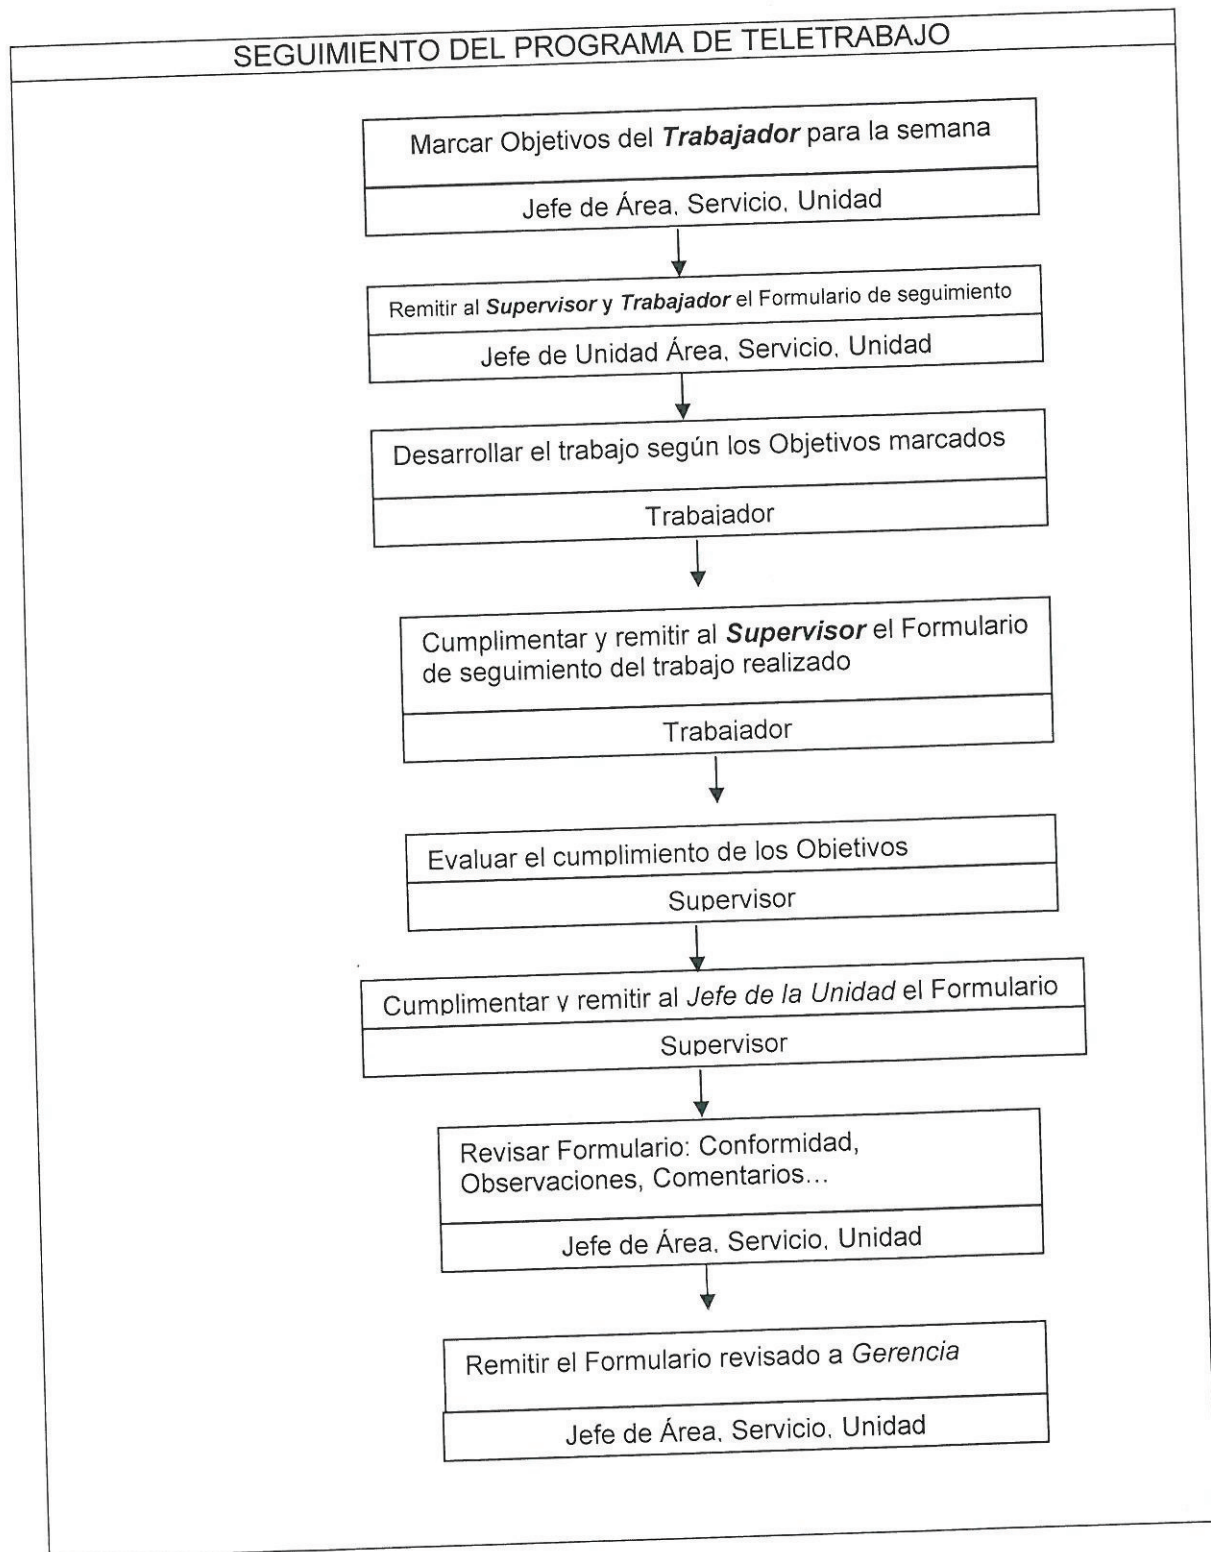 SEGUIMIENTO DEL PROGRAMA DE TELETRABAJO
Marcar Objetivos del Trabajador para la semana
Jefe de Área, Servicio, Unidad
Remitir al Supervisor y Trabajador el Formulario de seguimiento
Jefe de Unidad Área, Servicio, Unidad
Desarrollar el trabajo según los Objetivos marcados
Trabajador
Cumplimentar y remitir al Supervisor el Formulario
de seguimiento del trabajo realizado
Trabajador
Evaluar el cumplimiento de los Objetivos
Supervisor
Cumplimentar y remitir al Jefe de la Unidad el Formulario
Supervisor
Revisar Formulario: Conformidad,
Observaciones, Comentarios...
Jefe de Área, Servicio, Unidad
Remitir el Formulario revisado a Gerencia
Jefe de Área, Servicio, Unidad